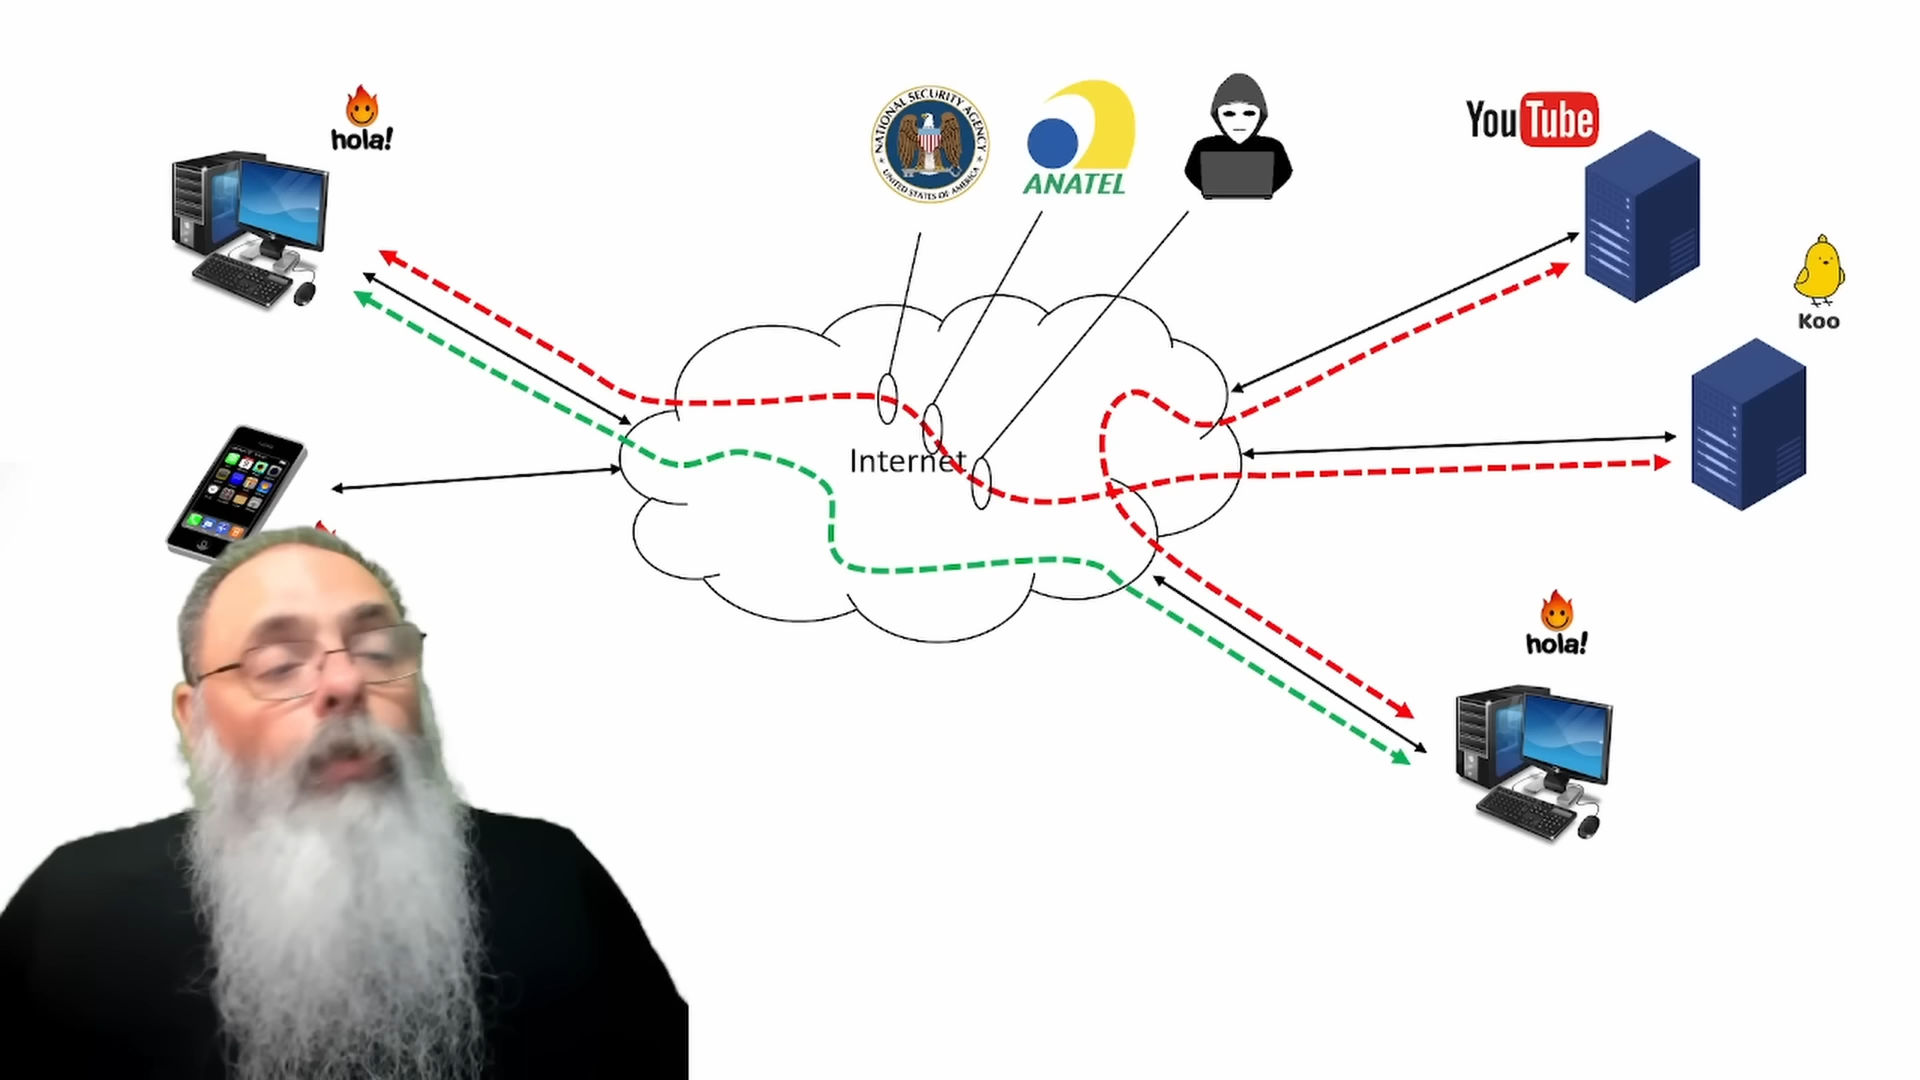 hola!
NATIONAL SECURITY AGENCY
UNITED STATES OF AMERICA
ANATEL
YouTube
Koo
Internet
hola!